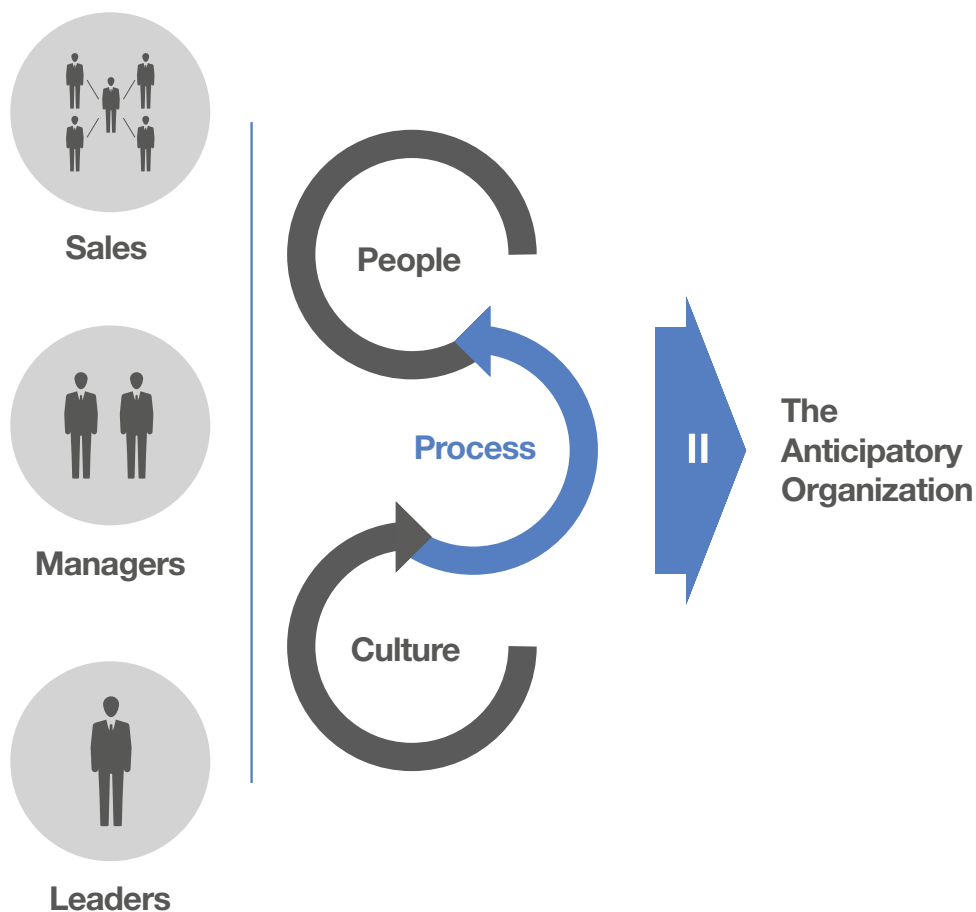 Sales
Managers
Leaders
People
Process
Culture
II
The
Anticipatory
Organization